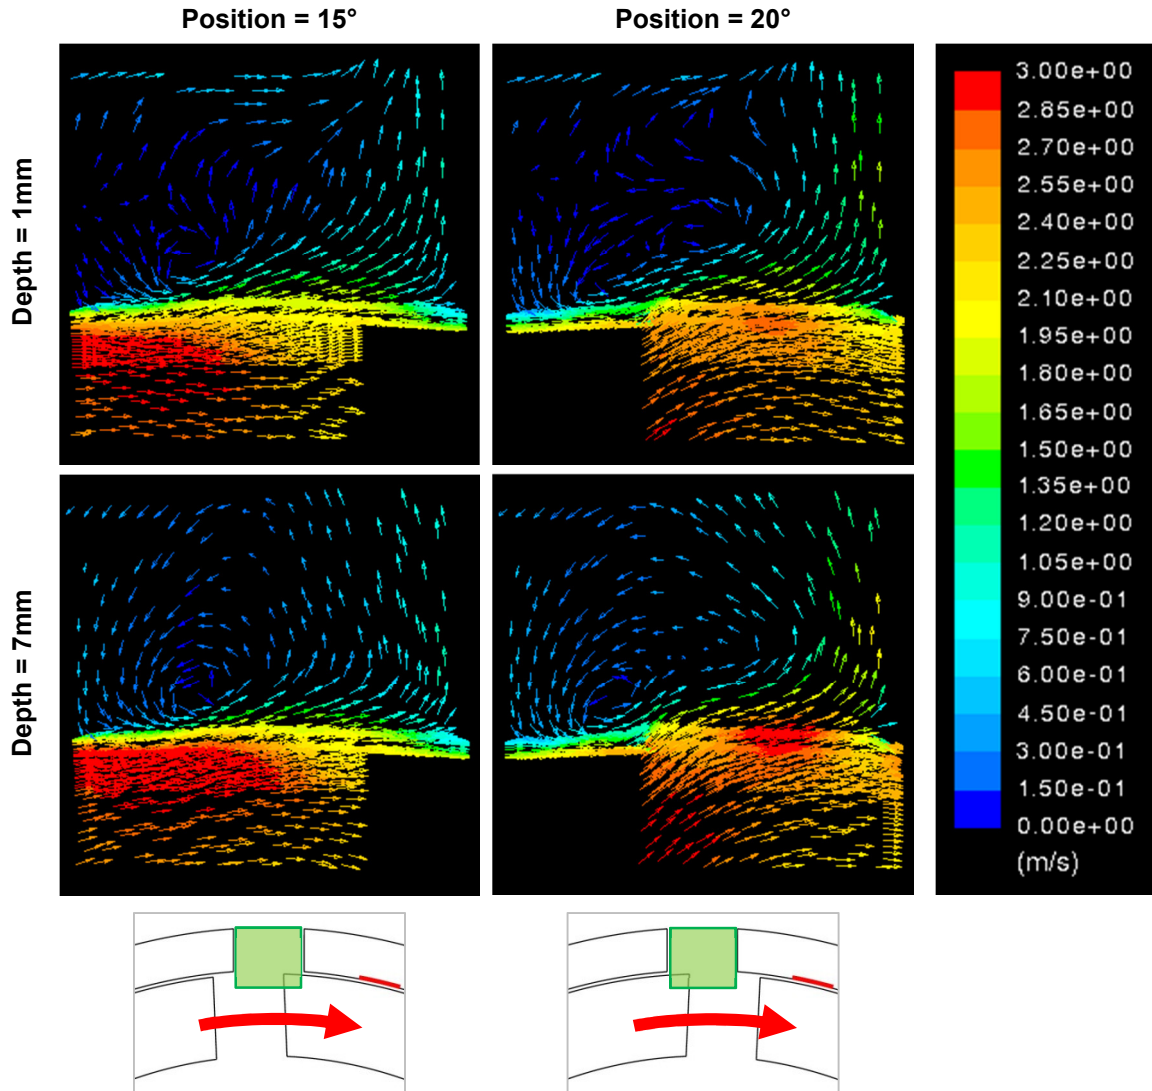 Position = 15°
Position = 20°
Depth = 1mm
Depth = 7mm
3.00e+00
2.85e+00
2.70e+00
2.55e+00
2.40e+00
2.25e+00
2.10e+00
1.95e+00
1.80e+00
1.65e+00
1.50e+00
1.35e+00
1.20e+00
1.05e+00
9.00e-01
7.50e-01
6.00e-01
4.50e-01
3.00e-01
1.50e-01
0.00e+00
(m/s)